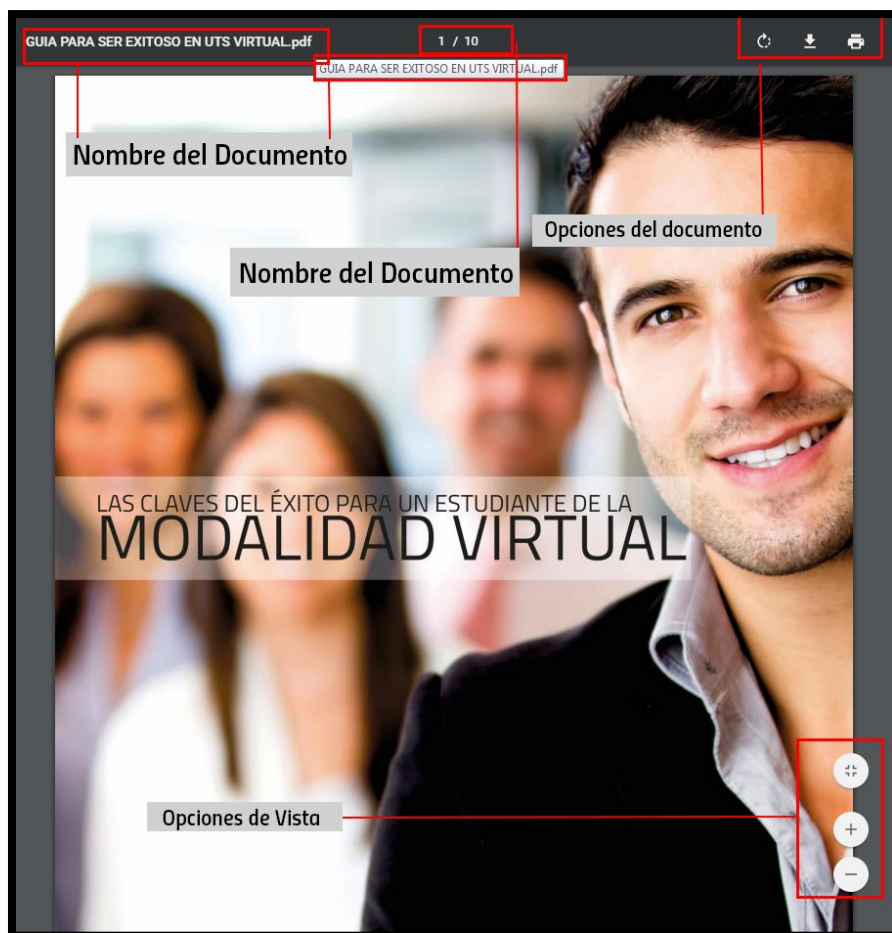 GUIA PARA SER EXITOSO EN UTS VIRTUAL.pdf
1 / 10
GUIA PARA SER EXITOSO EN UTS VIRTUAL.pdf
Nombre del Documento
Opciones del documento
Nombre del Documento
LAS CLAVES DEL ÉXITO PARA UN ESTUDIANTE DE LA
MODALIDAD VIRTUAL
Opciones de Vista